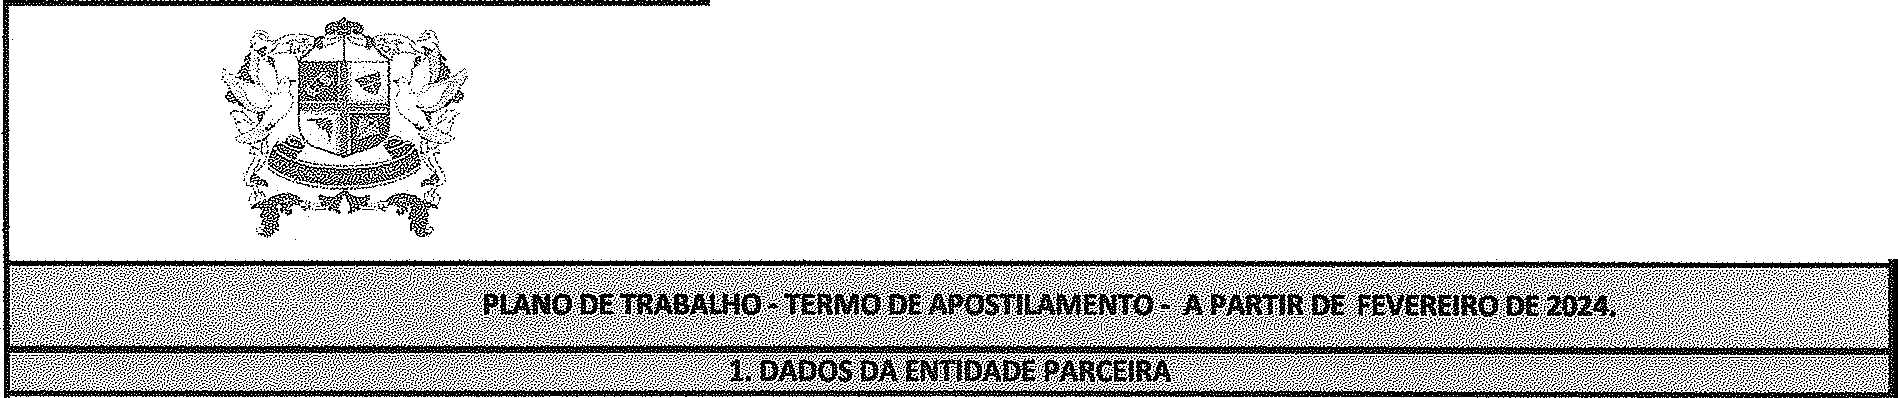 PLANO DE TRABALHO - TERMO DE APOSTILAMENTO - A PARTIR DE FEVEREIRO DE 2024.
1. DADOS DA ENTIDADE PARCEIRA